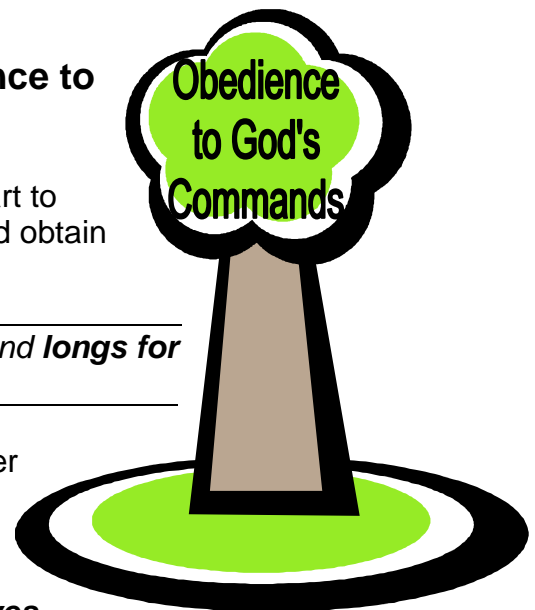 nce to
Obedience
to God's
Commands
rt to
d obtain
nd longs for
er